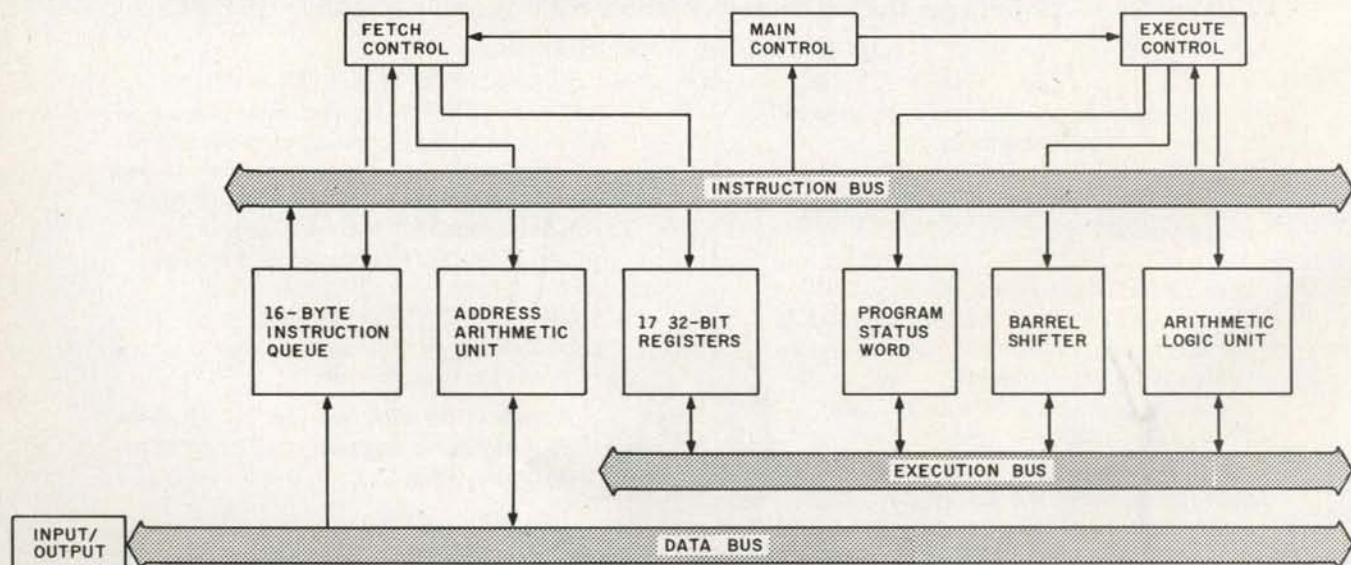 FETCH
CONTROL
MAIN
CONTROL
EXECUTE
CONTROL
INSTRUCTION BUS
16-BYTE
INSTRUCTION
QUEUE
ADDRESS
ARITHMETIC
UNIT
17 32-BIT
REGISTERS
PROGRAM
STATUS
WORD
BARREL
SHIFTER
ARITHMETIC
LOGIC UNIT
EXECUTION BUS
INPUT/
OUTPUT
DATA BUS